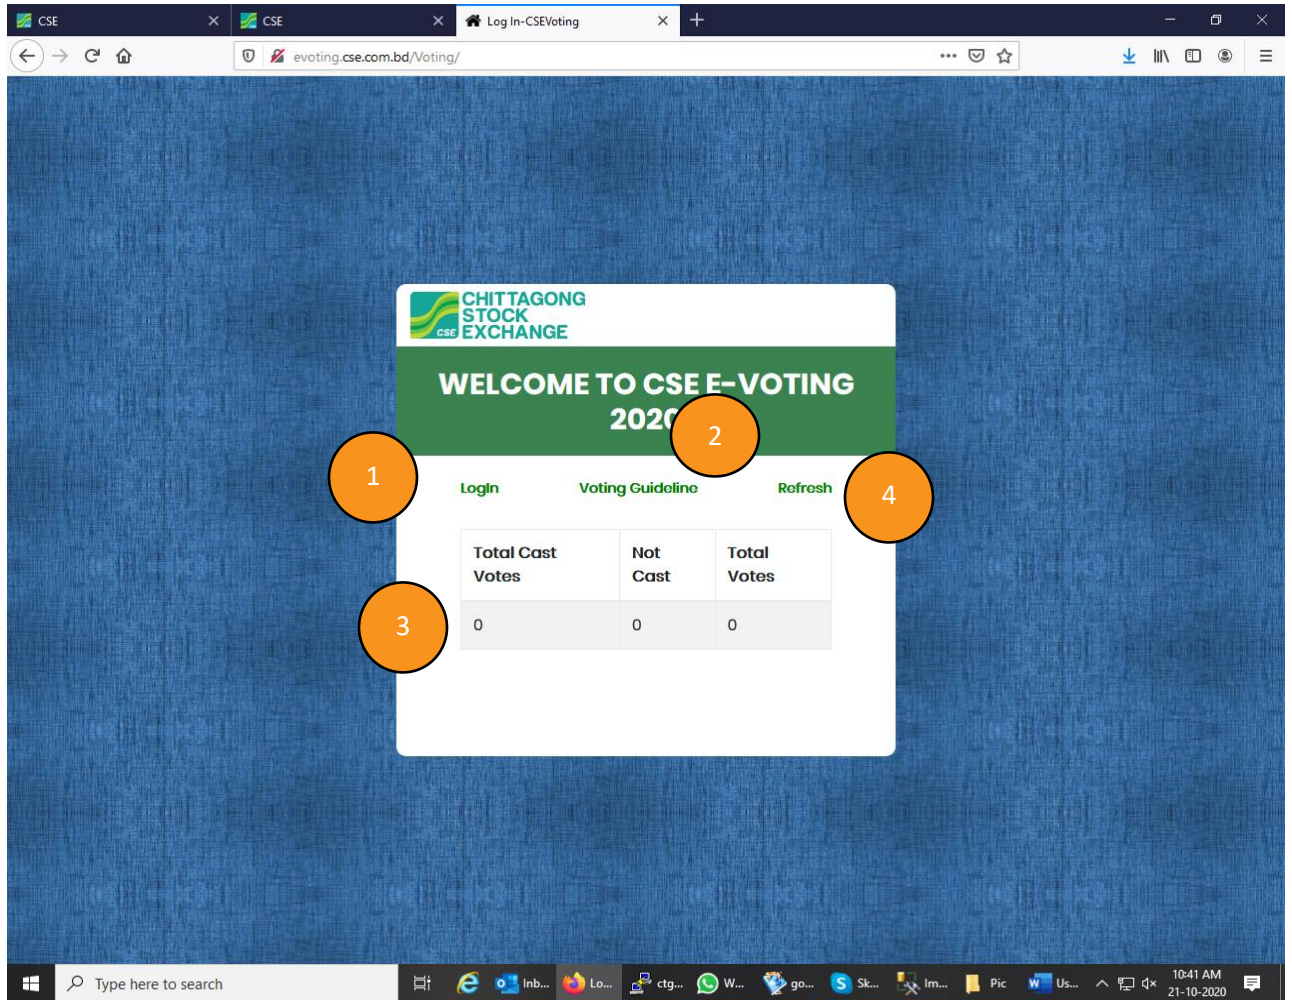 CSE
CSE
Log In-CSEVoting
evoting.cse.com.bd/Voting/
CHITTAGONG
STOCK
EXCHANGE
CSE
WELCOME TO CSE E-VOTING
2020
2
1
LogIn Voting Guideline Refresh
4
Total Cast Votes Not Cast Total Votes
3
0 0 0
Type here to search
Inb...
Lo...
ctg...
W...
go...
Sk...
Im...
Pic
Us...
10:41 AM
21-10-2020